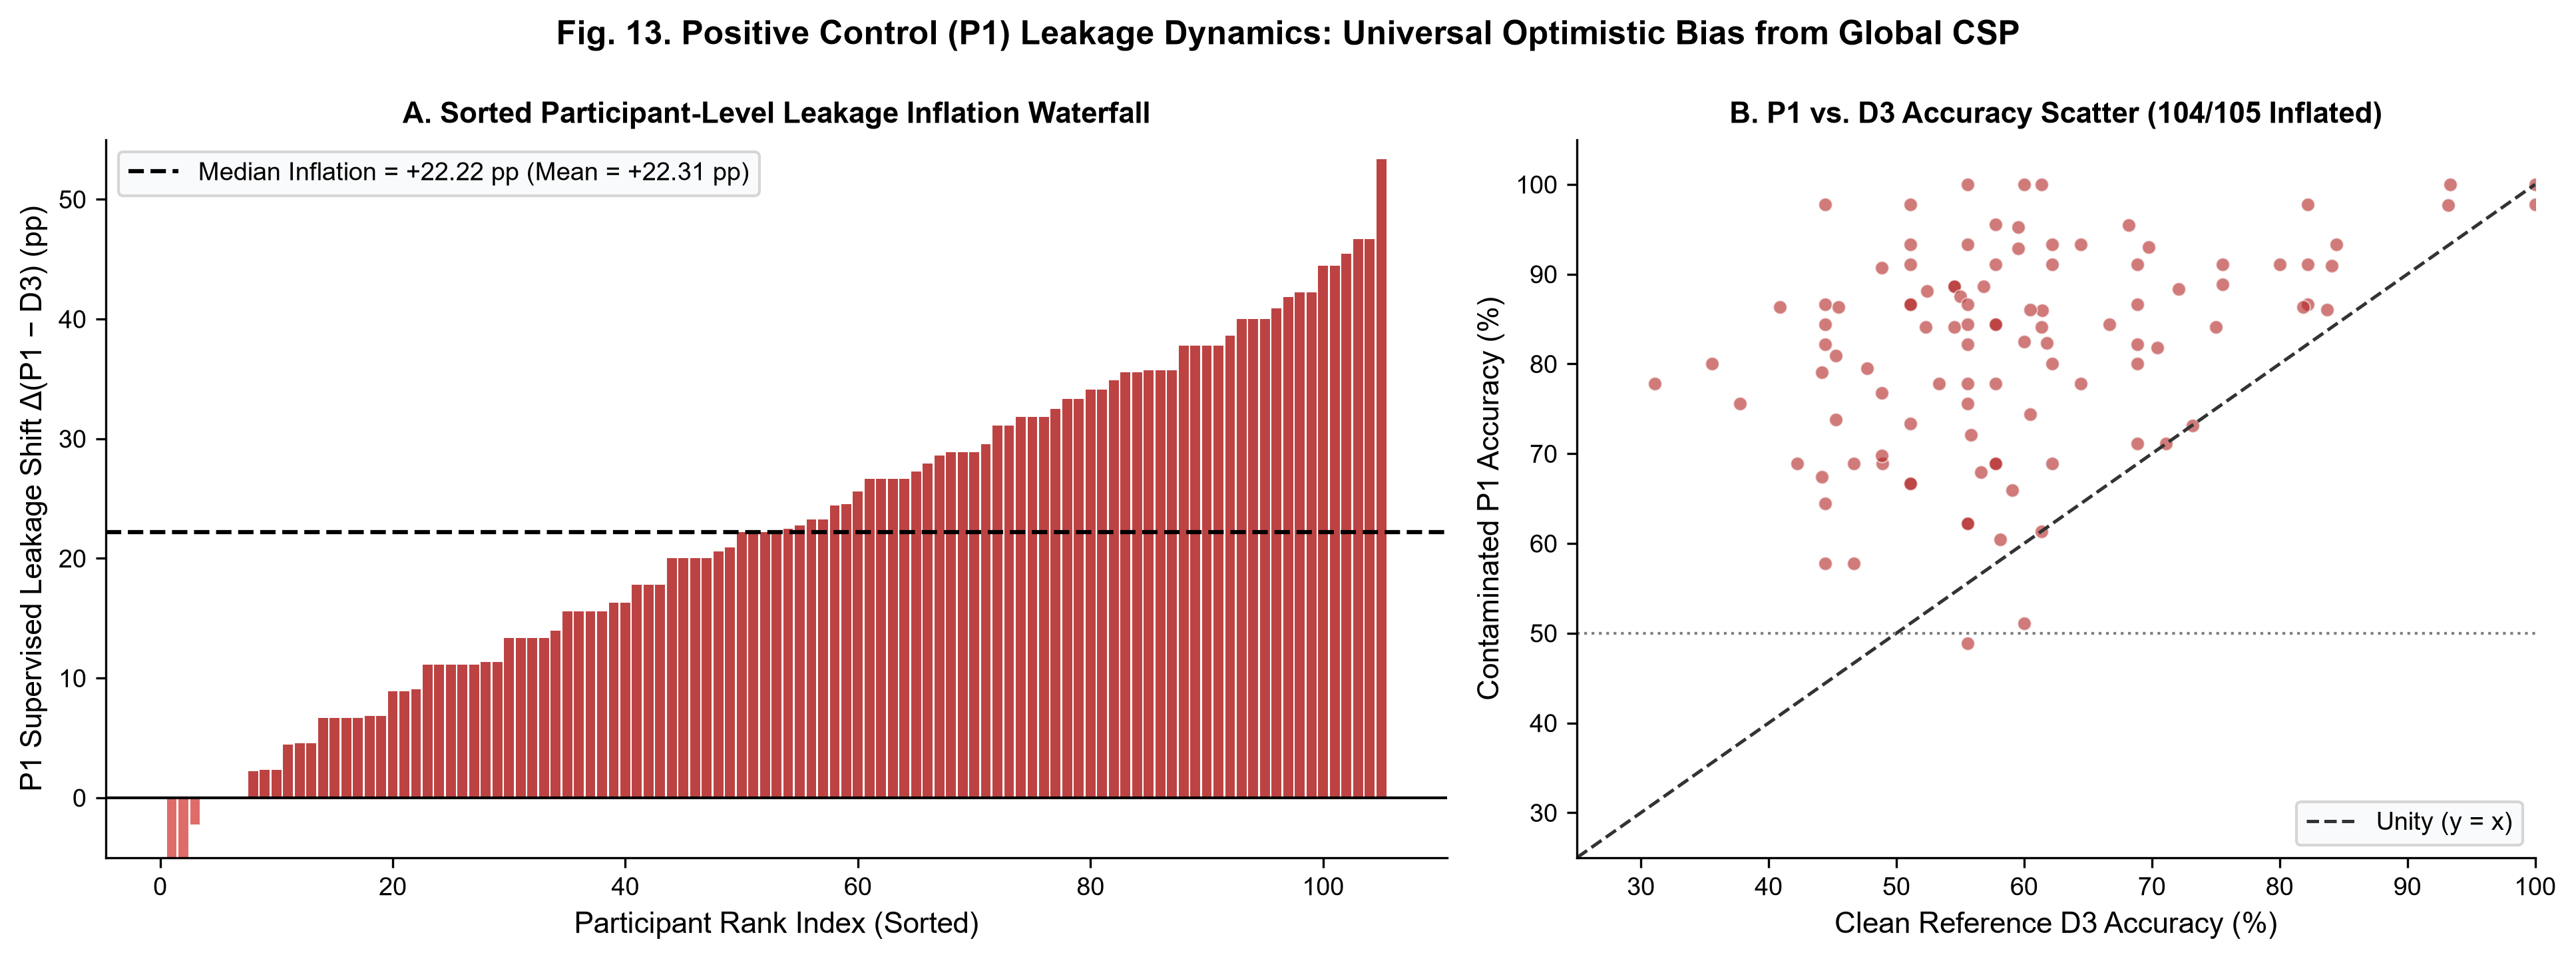 Fig. 13. Positive Control (P1) Leakage Dynamics: Universal Optimistic Bias from Global CSP
A. Sorted Participant-Level Leakage Inflation Waterfall
Median Inflation = +22.22 pp (Mean = +22.31 pp)
P1 Supervised Leakage Shift Δ(P1 − D3) (pp)
50
40
30
20
10
0
0 20 40 60 80 100
Participant Rank Index (Sorted)
B. P1 vs. D3 Accuracy Scatter (104/105 Inflated)
Contaminated P1 Accuracy (%)
100
90
80
70
60
50
40
30
Unity (y = x)
30 40 50 60 70 80 90 100
Clean Reference D3 Accuracy (%)